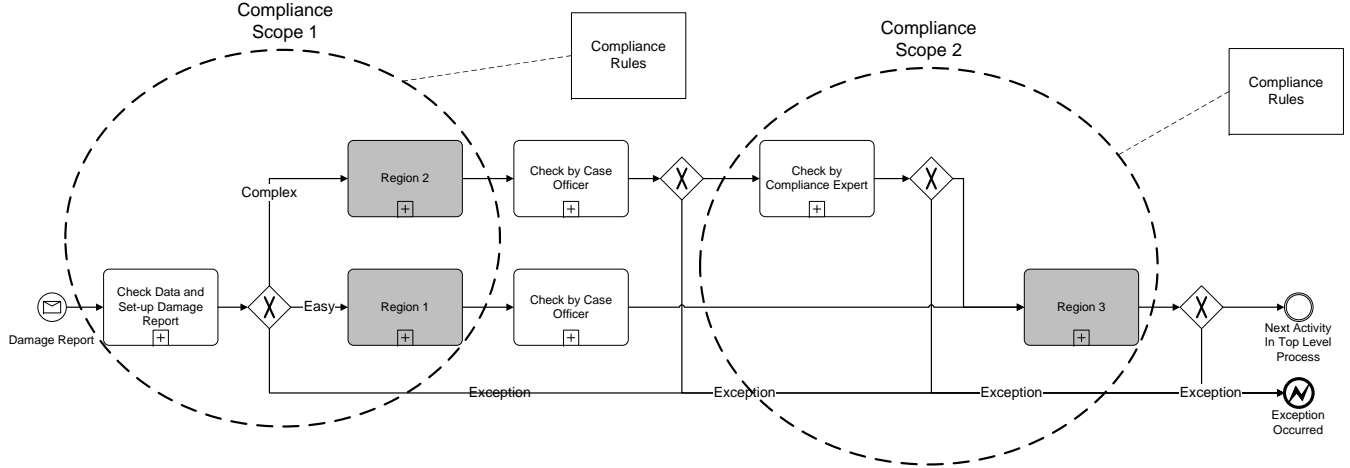 Compliance
Scope 1
Compliance
Rules
Compliance
Scope 2
Compliance
Rules
Complex
Region 2
Check by Case
Officer
X
Check by
Compliance Expert
X
Damage Report
Check Data and
Set-up Damage
Report
X
Easy
Region 1
Check by Case
Officer
Region 3
X
Next Activity
In Top Level
Process
Exception
Exception
Exception
Exception
Exception
Occurred